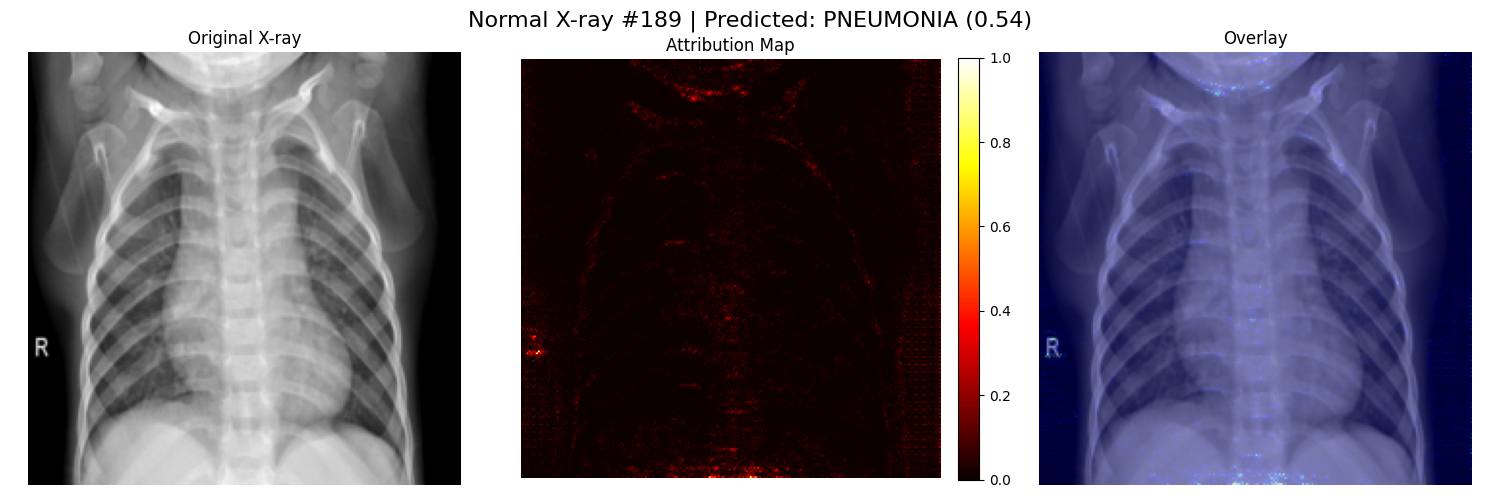 Normal X-ray #189 | Predicted: PNEUMONIA (0.54)
Original X-ray
Attribution Map
Overlay
R
1.0
0.8
0.6
0.4
0.2
0.0
R